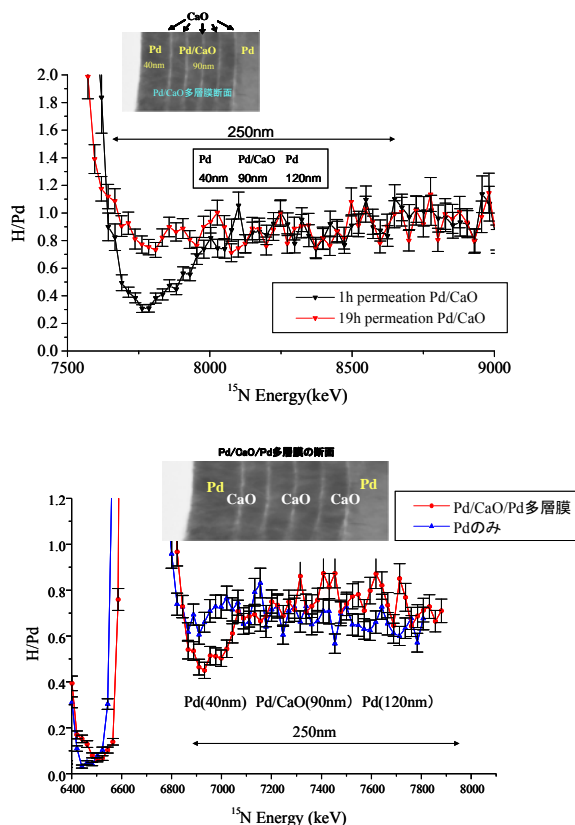 CaO
Pd Pd/CaO Pd
40nm 90nm
Pd/CaO多層膜断面
2.0
1.8
1.6
1.4
1.2
1.0
0.8
0.6
0.4
0.2
0.0
H/Pd
250nm
Pd Pd/CaO Pd
40nm 90nm 120nm
1h permeation Pd/CaO
19h permeation Pd/CaO
7500 8000 8500 9000
15N Energy(keV)
Pd/CaO/Pd多層膜の断面
Pd CaO CaO CaO Pd
Pd/CaO/Pd多層膜
Pdのみ
1.2
1.0
0.8
0.6
0.4
0.2
0.0
H/Pd
Pd(40nm) Pd/CaO(90nm) Pd(120nm)
250nm
6400 6600 6800 7000 7200 7400 7600 7800 8000
15N Energy (keV)